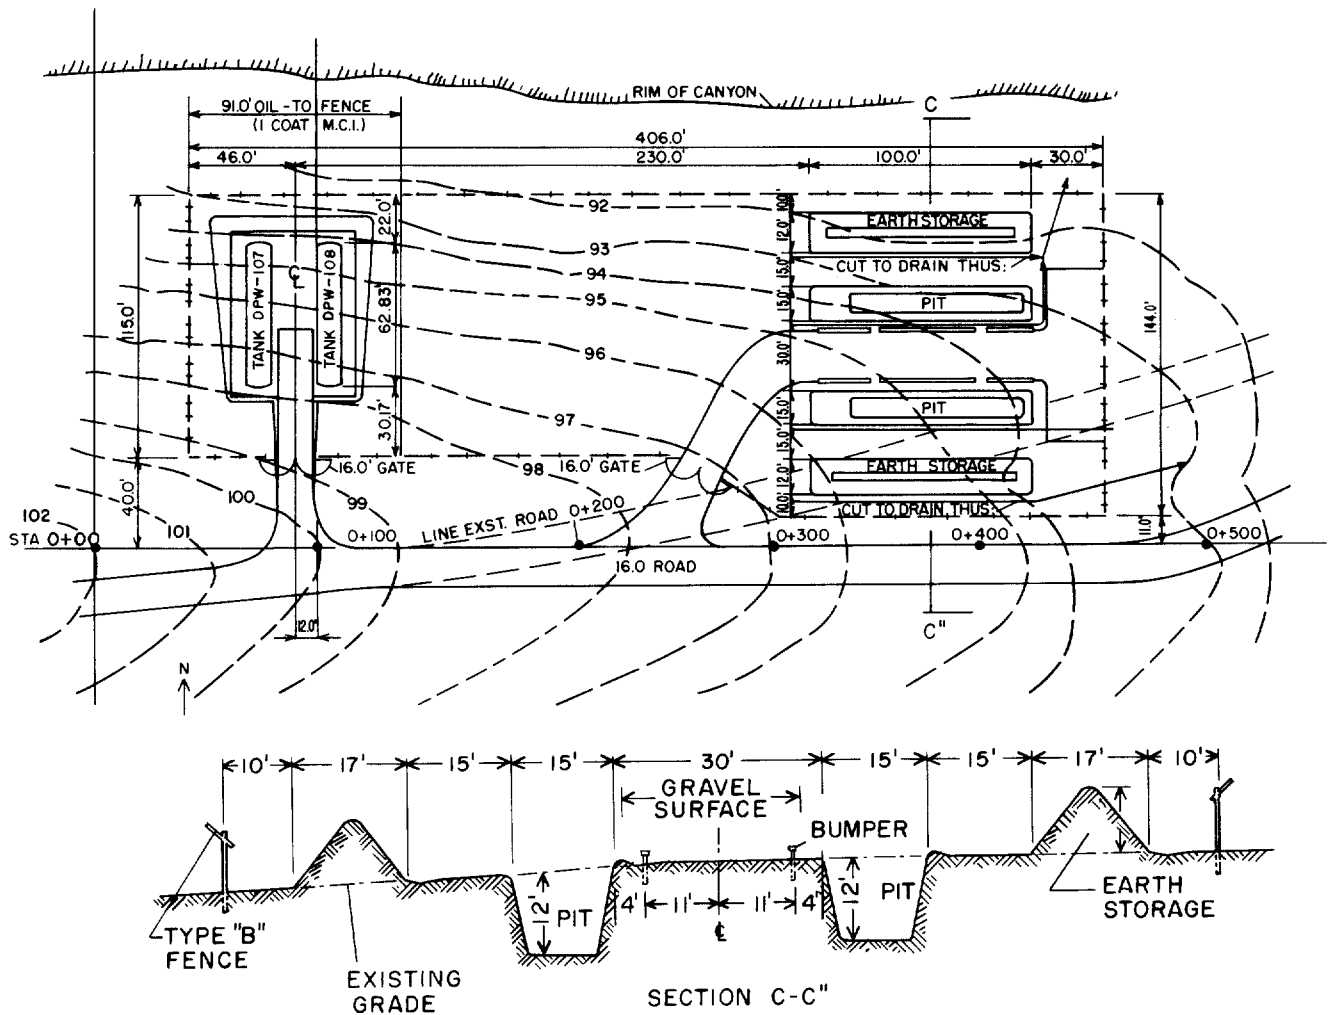 RIM OF CANYON
91.0' OIL - TO FENCE
(1 COAT M.C.I.)
C
406.0'
46.0'
230.0'
100.0'
30.0'
92
93
94
95
96
97
98
99
100
101
102
22.0'
62.83'
30.17'
115.0'
40.0'
TANK DPW-107
TANK DPW-108
℄
10.0'
12.0'
15.0'
15.0'
30.0'
15.0'
15.0'
12.0'
10.0'
EARTH STORAGE
CUT TO DRAIN THUS:
PIT
PIT
EARTH STORAGE
CUT TO DRAIN THUS:
144.0'
11.0'
16.0' GATE
16.0' GATE
STA 0+00
0+100
LINE EXST. ROAD 0+200
0+300
0+400
0+500
16.0 ROAD
12.0'
C"
N
10'
17'
15'
15'
30'
15'
15'
17'
10'
GRAVEL
SURFACE
BUMPER
12'
PIT
4'
11'
11'
4'
12'
PIT
℄
EARTH
STORAGE
TYPE "B"
FENCE
EXISTING
GRADE
SECTION C-C"